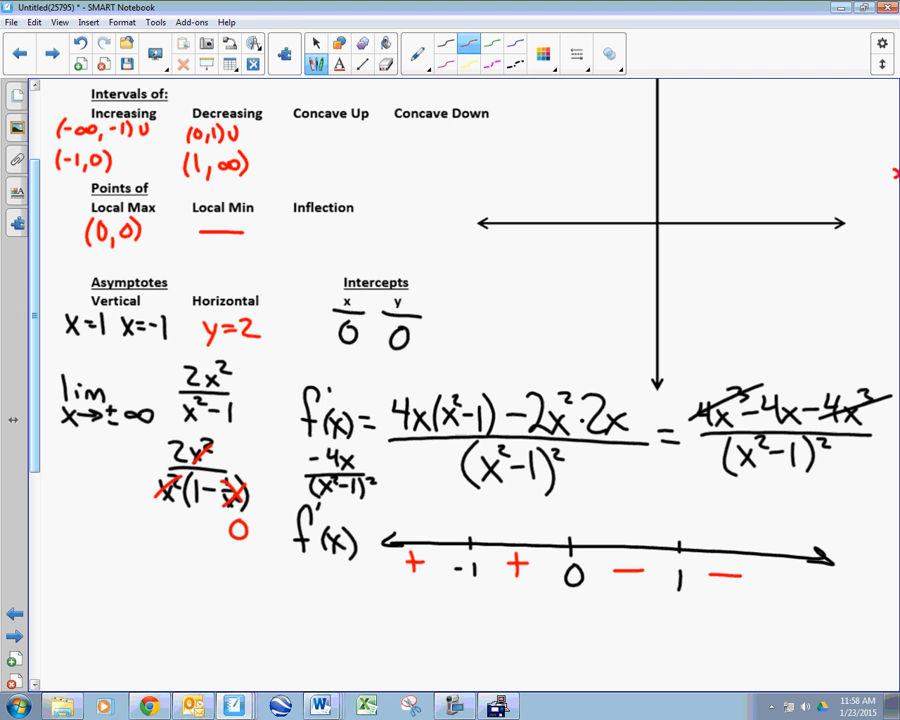 Untitled(25795) * - SMART Notebook
File Edit View Insert Format Tools Add-ons Help
Intervals of:
Increasing Decreasing Concave Up Concave Down
(-∞, -1) ∪ (0,1) ∪
(-1,0) (1, ∞)
Points of
Local Max Local Min Inflection
(0,0) —
Asymptotes Intercepts
Vertical Horizontal x y
x=1 x=-1 y=2 0 0
lim x→±∞ 2x²/(x²-1)
f'(x) = (4x(x²-1) - 2x²·2x)/(x²-1)² = (4x³-4x-4x³)/(x²-1)²
-4x/(x²-1)²
2x²/(x²(1-1/x))
0
f'(x)
+ -1 + 0 — 1 —
11:58 AM
1/23/2015